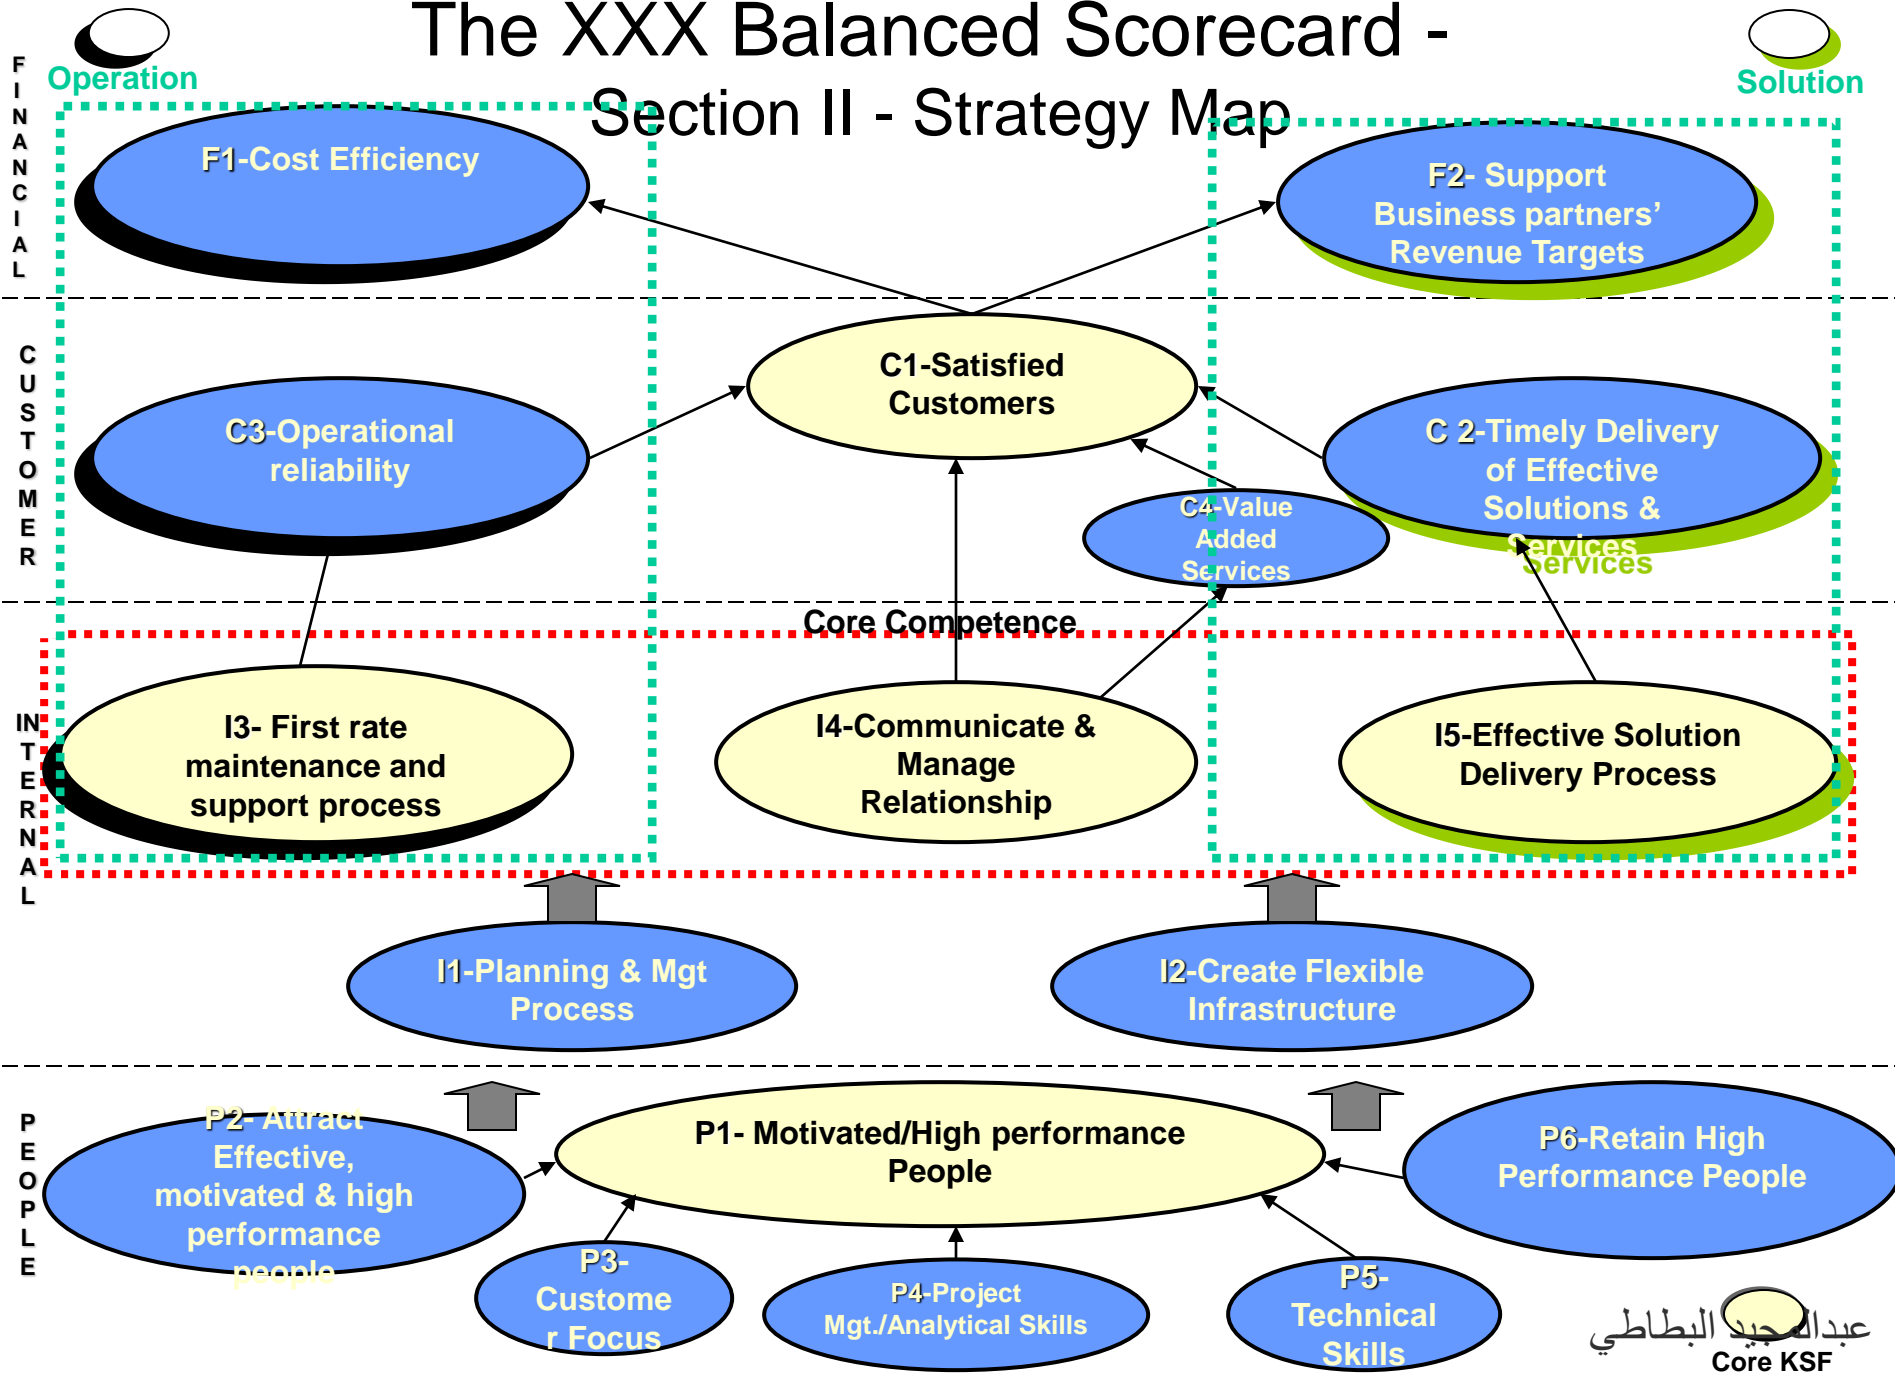 The XXX Balanced Scorecard -
Section II - Strategy Map
Operation
Solution
FINANCIAL
F1-Cost Efficiency
F2- Support
Business partners’
Revenue Targets
CUSTOMER
C1-Satisfied
Customers
C3-Operational
reliability
C 2-Timely Delivery
of Effective
Solutions &
Services
C4-Value
Added
Services
Core Competence
INTERNAL
I3- First rate
maintenance and
support process
I4-Communicate &
Manage
Relationship
I5-Effective Solution
Delivery Process
I1-Planning & Mgt
Process
I2-Create Flexible
Infrastructure
PEOPLE
P1- Motivated/High performance
People
P2- Attract
Effective,
motivated & high
performance
people
P6-Retain High
Performance People
P3-
Custome
r Focus
P4-Project
Mgt./Analytical Skills
P5-
Technical
Skills
عبدالمجيد البطاطي
Core KSF